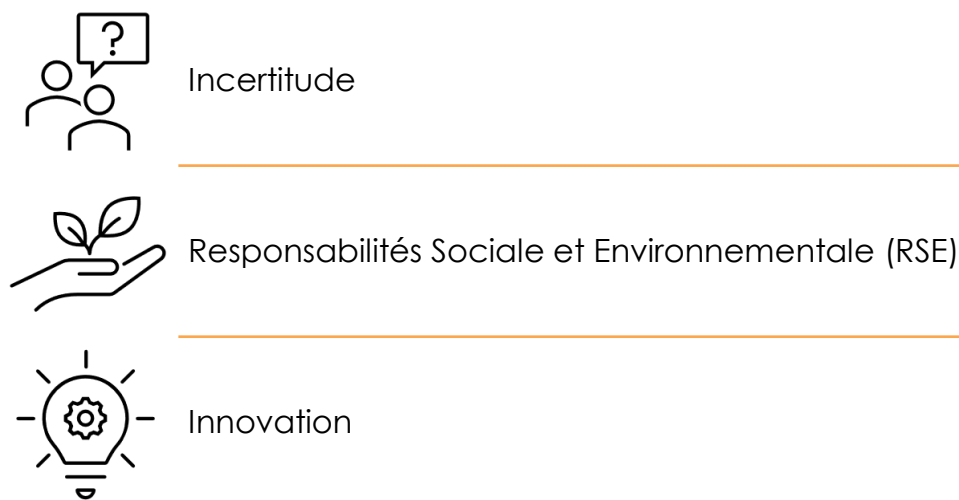 ?
Incertitude
Responsabilités Sociale et Environnementale (RSE)
Innovation